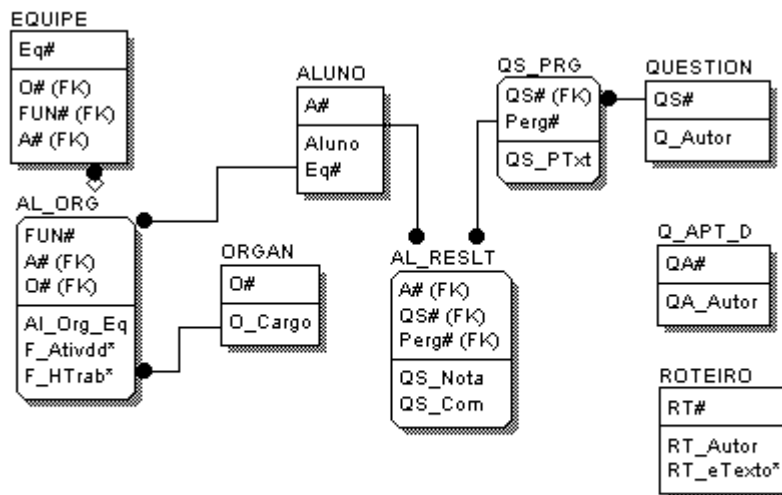 EQUIPE
Eq#
O# (FK)
FUN# (FK)
A# (FK)
AL_ORG
FUN#
A# (FK)
O# (FK)
Al_Org_Eq
F_Ativdd*
F_HTrab*
ALUNO
A#
Aluno
Eq#
ORGAN
O#
O_Cargo
QS_PRG
QS# (FK)
Perg#
QS_PTxt
AL_RESLT
A# (FK)
QS# (FK)
Perg# (FK)
QS_Nota
QS_Com
QUESTION
QS#
Q_Autor
Q_APT_D
QA#
QA_Autor
ROTEIRO
RT#
RT_Autor
RT_eTexto*